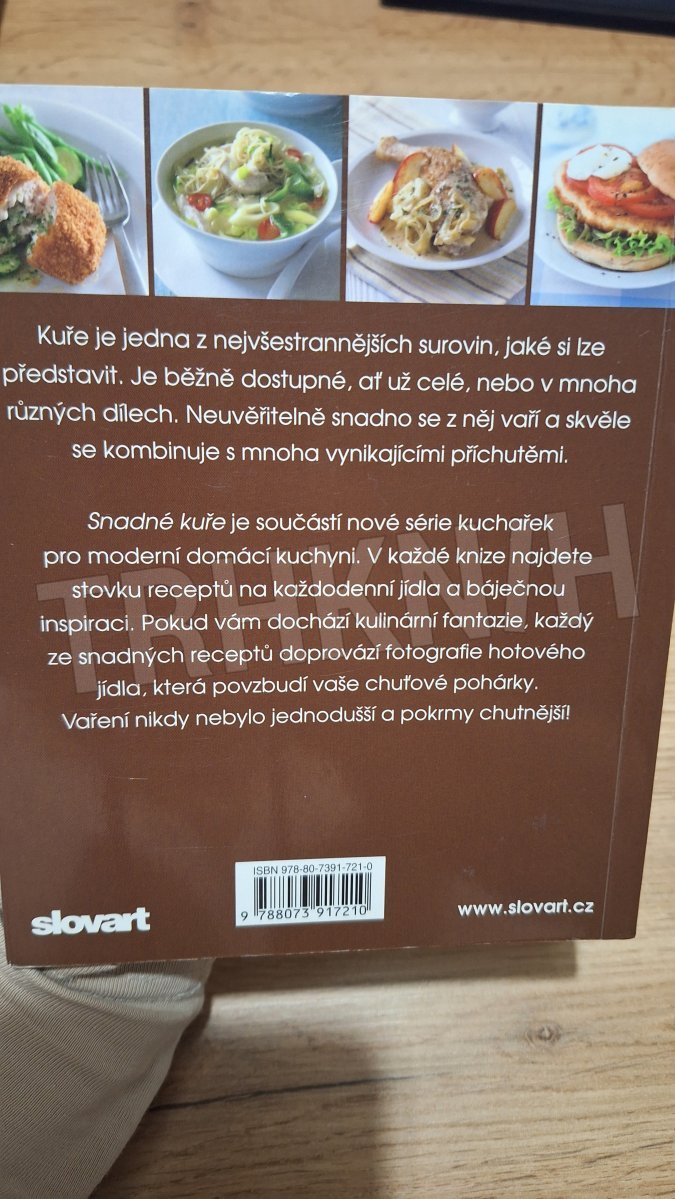 Kuře je jedna z nejvšestrannějších surovin, jaké si lze
představit. Je běžně dostupné, ať už celé, nebo v mnoha
různých dílech. Neuvěřitelně snadno se z něj vaří a skvěle
se kombinuje s mnoha vynikajícími příchutěmi.
Snadné kuře je součástí nové série kuchařek
pro moderní domácí kuchyni. V každé knize najdete
stovku receptů na každodenní jídla a báječnou
inspiraci. Pokud vám dochází kulinární fantazie, každý
ze snadných receptů doprovází fotografie hotového
jídla, která povzbudí vaše chuťové pohárky.
Vaření nikdy nebylo jednodušší a pokrmy chutnější!
TRHKNIH
ISBN 978-80-7391-721-0
9 788073 917210
slovart
www.slovart.cz